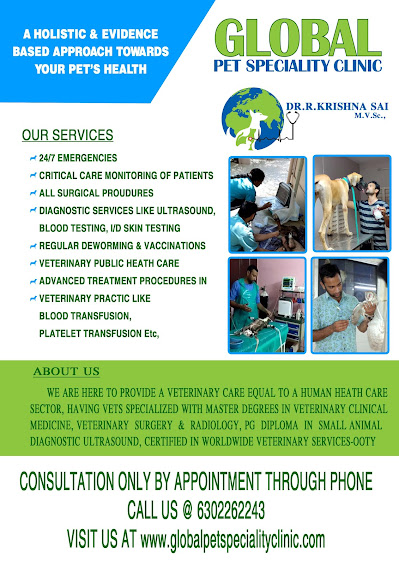 A HOLISTIC & EVIDENCE
BASED APPROACH TOWARDS
YOUR PET'S HEALTH
GLOBAL
PET SPECIALITY CLINIC
DR.R.KRISHNA SAI
M.V.Sc.,
OUR SERVICES
24/7 EMERGENCIES
CRITICAL CARE MONITORING OF PATIENTS
ALL SURGICAL PROUDURES
DIAGNOSTIC SERVICES LIKE ULTRASOUND,
BLOOD TESTING, I/D SKIN TESTING
REGULAR DEWORMING & VACCINATIONS
VETERINARY PUBLIC HEATH CARE
ADVANCED TREATMENT PROCEDURES IN
VETERINARY PRACTIC LIKE
BLOOD TRANSFUSION,
PLATELET TRANSFUSION Etc,
ABOUT US
WE ARE HERE TO PROVIDE A VETERINARY CARE EQUAL TO A HUMAN HEATH CARE
SECTOR, HAVING VETS SPECIALIZED WITH MASTER DEGREES IN VETERINARY CLINICAL
MEDICINE, VETERINARY SURGERY & RADIOLOGY, PG DIPLOMA IN SMALL ANIMAL
DIAGNOSTIC ULTRASOUND, CERTIFIED IN WORLDWIDE VETERINARY SERVICES-OOTY
CONSULTATION ONLY BY APPOINTMENT THROUGH PHONE
CALL US @ 6302262243
VISIT US AT www.globalpetspecialityclinic.com